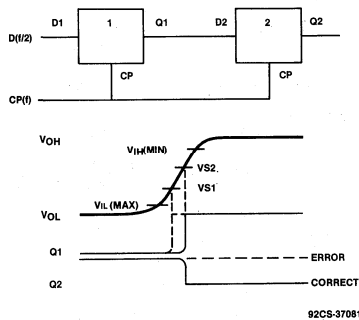 D1 1 Q1 D2 2 Q2
D(f/2)
CP CP
CP(f)
VOH
VIH(MIN)
VS2
VS1
VIL (MAX)
VOL
Q1
ERROR
Q2
CORRECT
92CS-37081